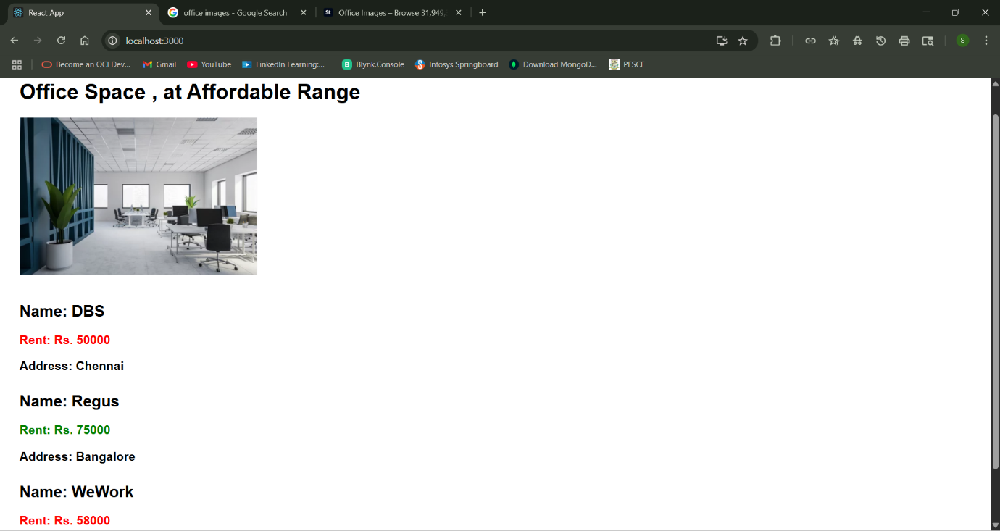 React App
office images - Google Search
St
Office Images – Browse 31,949,
localhost:3000
S
Become an OCI Dev...
Gmail
YouTube
LinkedIn Learning:...
B
Blynk.Console
Infosys Springboard
Download MongoD...
PESCE
Office Space , at Affordable Range
Name: DBS
Rent: Rs. 50000
Address: Chennai
Name: Regus
Rent: Rs. 75000
Address: Bangalore
Name: WeWork
Rent: Rs. 58000